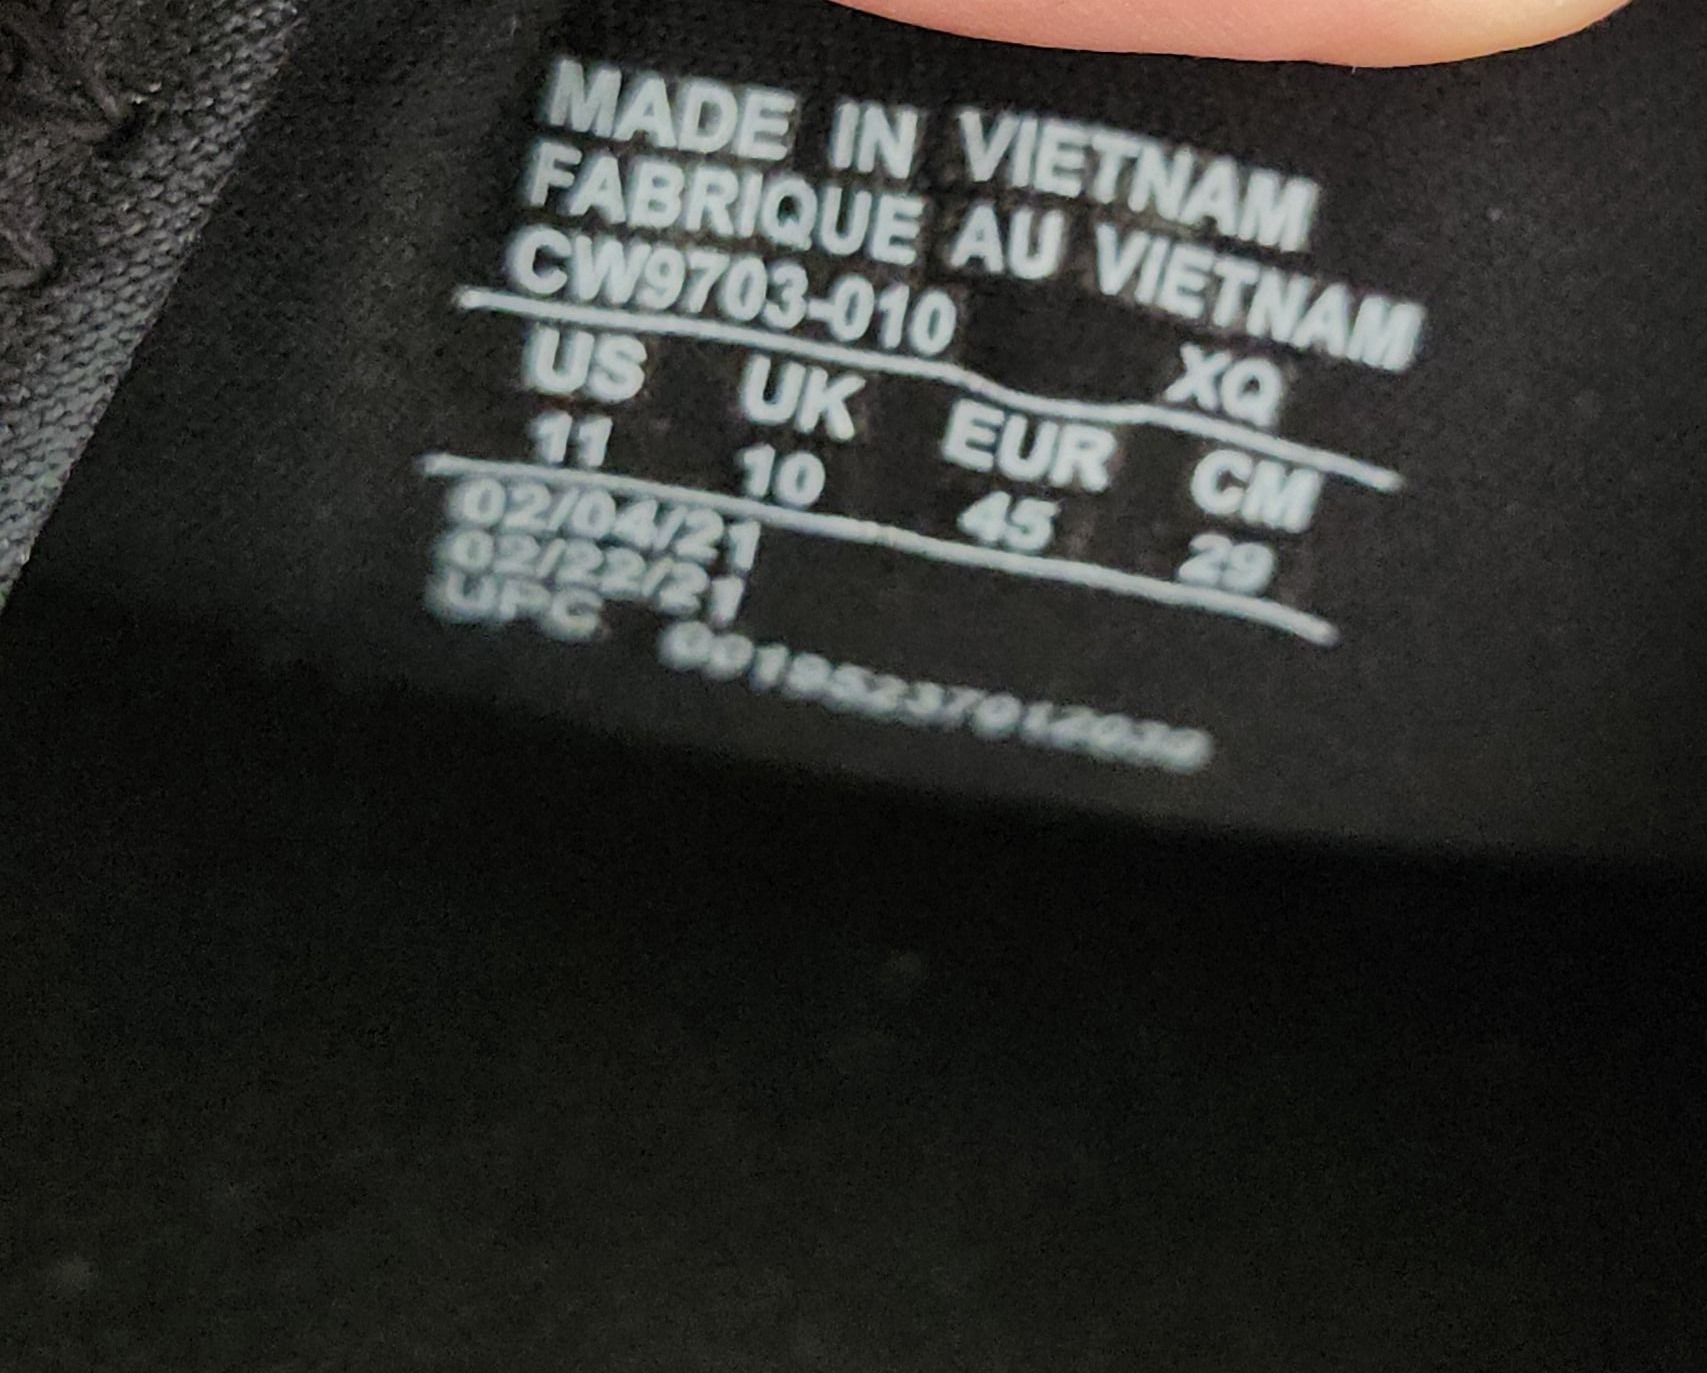 MADE IN VIETNAM
FABRIQUE AU VIETNAM
CW9703-010 XQ
US UK EUR CM
11 10 45 29
02/04/21
02/22/21
UPC